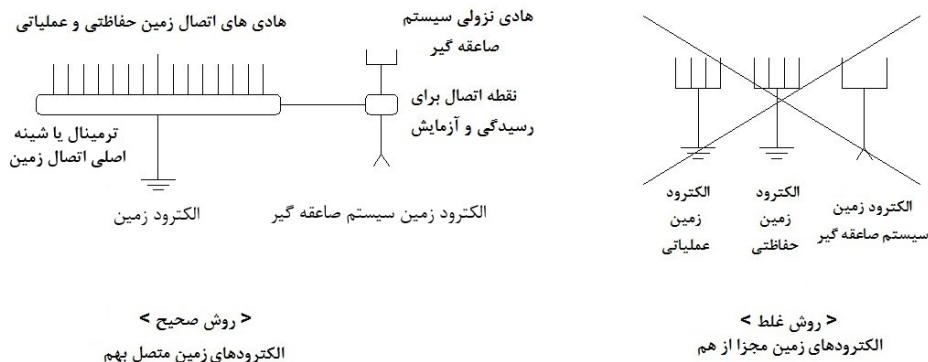 هادی های اتصال زمین حفاظتی و عملیاتی
هادی نزولی سیستم
صاعقه گیر
نقطه اتصال برای
رسیدگی و آزمایش
ترمینال یا شینه
اصلی اتصال زمین
الکترود زمین
الکترود زمین سیستم صاعقه گیر
< روش صحیح >
الکترودهای زمین متصل بهم
الکترود
زمین
عملیاتی
الکترود
زمین
حفاظتی
الکترود زمین
سیستم صاعقه گیر
< روش غلط >
الکترودهای زمین مجزا از هم